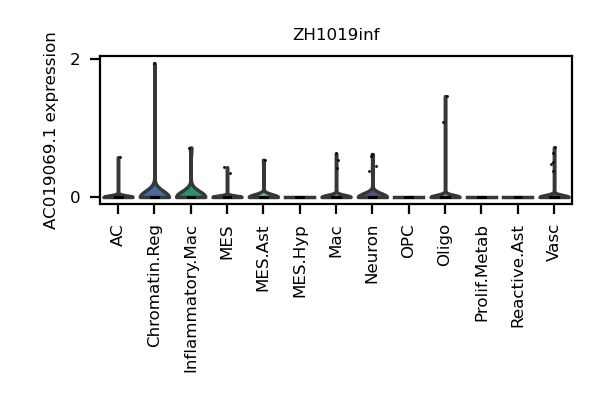 ZH1019inf
AC019069.1 expression
2
0
AC
Chromatin.Reg
Inflammatory.Mac
MES
MES.Ast
MES.Hyp
Mac
Neuron
OPC
Oligo
Prolif.Metab
Reactive.Ast
Vasc